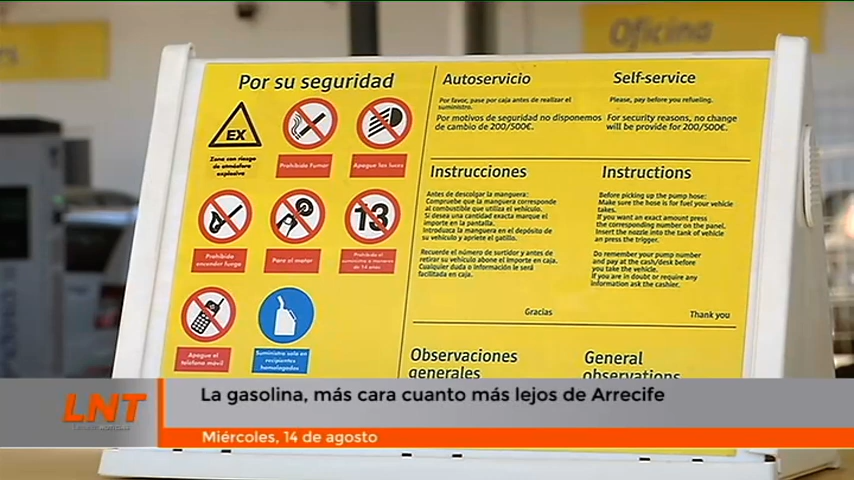 Oficina
Por su seguridad
EX
Zona con riesgo
de atmósfera
explosiva
Prohibido Fumar
Apague las luces
Prohibido
encender fuego
Pare el motor
13
Prohibido el
suministro a menores
de 14 años
Apague el
teléfono móvil
Suministro solo en
recipientes
homologados
Autoservicio
Por favor, pase por caja antes de realizar el
suministro.
Por motivos de seguridad no disponemos
de cambio de 200/500€.
Self-service
Please, pay before you refueling.
For security reasons, no change
will be provide for 200/500€.
Instrucciones
Antes de descolgar la manguera:
Compruebe que la manguera corresponde
al combustible que utiliza el vehículo.
Si desea una cantidad exacta marque el
importe en la pantalla.
Introduzca la manguera en el depósito de
su vehículo y apriete el gatillo.
Recuerde el número de surtidor y antes de
retirar su vehículo abone el importe en caja.
Cualquier duda o información le será
facilitada en caja.
Gracias
Instructions
Before picking up the pump hose:
Make sure the hose is for fuel your vehicle
takes.
If you want an exact amount press
the corresponding number on the panel.
Insert the nozzle into the tank of vehicle
an press the trigger.
Do remember your pump number
and pay at the cash/desk before
you take the vehicle.
If you are in doubt or require any
information ask the cashier.
Thank you
Observaciones
generales
General
observations
LNT
La gasolina, más cara cuanto más lejos de Arrecife
Miércoles, 14 de agosto